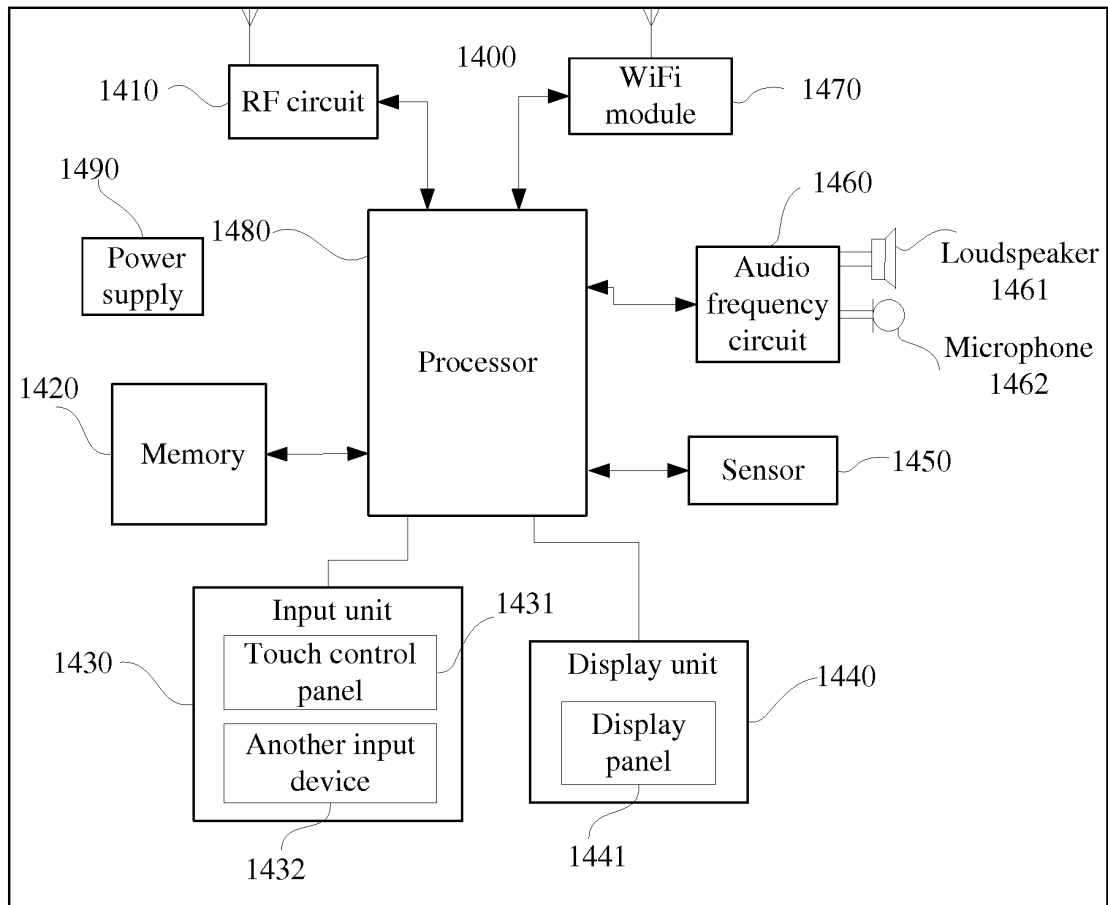 1400
1410
RF circuit
WiFi
module
1470
1490
Power
supply
1480
Processor
1460
Audio
frequency
circuit
Loudspeaker
1461
Microphone
1462
1420
Memory
Sensor
1450
Input unit
1431
Touch control
panel
1430
Another input
device
1432
Display unit
1440
Display
panel
1441